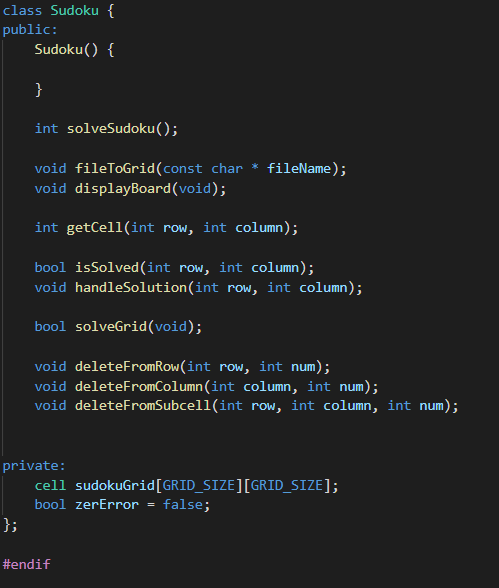 class Sudoku {
public:
    Sudoku() {
    }
    int solveSudoku();
    void fileToGrid(const char * fileName);
    void displayBoard(void);
    int getCell(int row, int column);
    bool isSolved(int row, int column);
    void handleSolution(int row, int column);
    bool solveGrid(void);
    void deleteFromRow(int row, int num);
    void deleteFromColumn(int column, int num);
    void deleteFromSubcell(int row, int column, int num);
private:
    cell sudokuGrid[GRID_SIZE][GRID_SIZE];
    bool zerError = false;
};
#endif